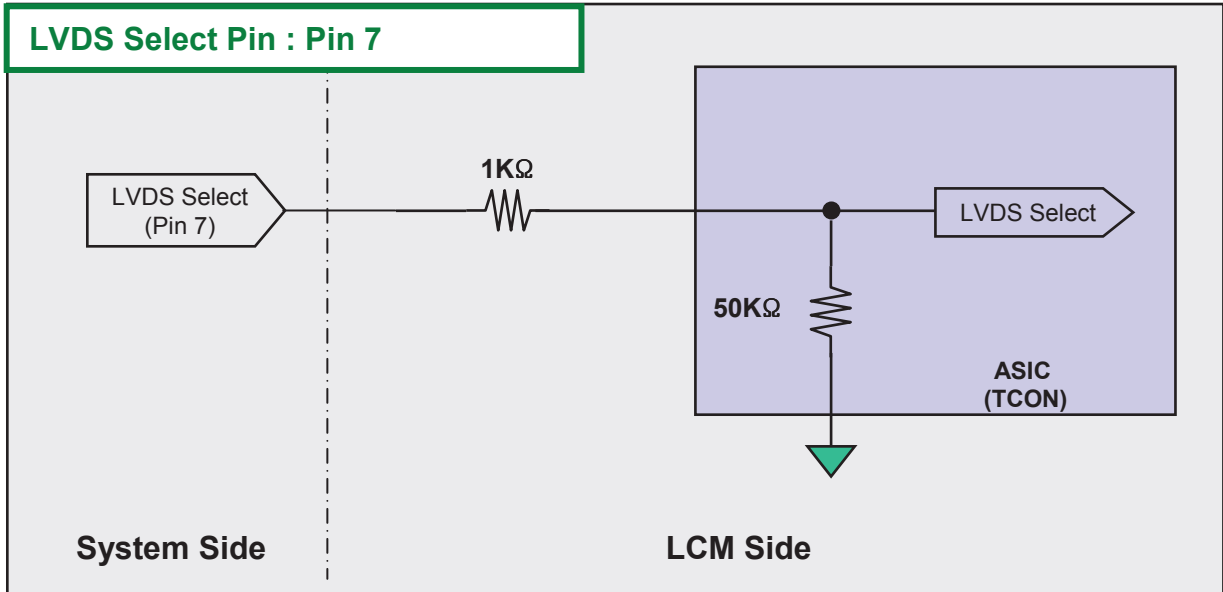 LVDS Select Pin : Pin 7
1KΩ
LVDS Select
(Pin 7)
LVDS Select
50KΩ
ASIC
(TCON)
System Side
LCM Side